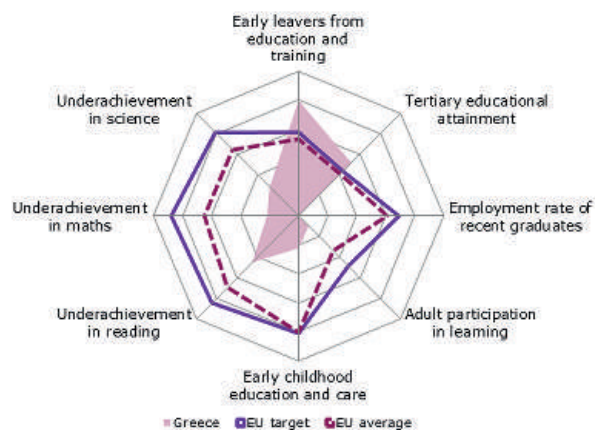 Early leavers from
education and
training
Underachievement
in science
Tertiary educational
attainment
Underachievement
in maths
Employment rate of
recent graduates
Underachievement
in reading
Adult participation
in learning
Early childhood
education and care
Greece EU target EU average